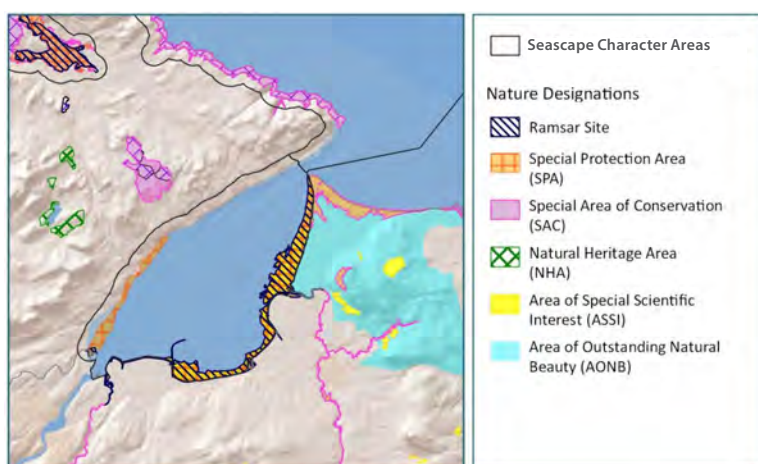 Seascape Character Areas
Nature Designations
Ramsar Site
Special Protection Area
(SPA)
Special Area of Conservation
(SAC)
Natural Heritage Area
(NHA)
Area of Special Scientific
Interest (ASSI)
Area of Outstanding Natural
Beauty (AONB)